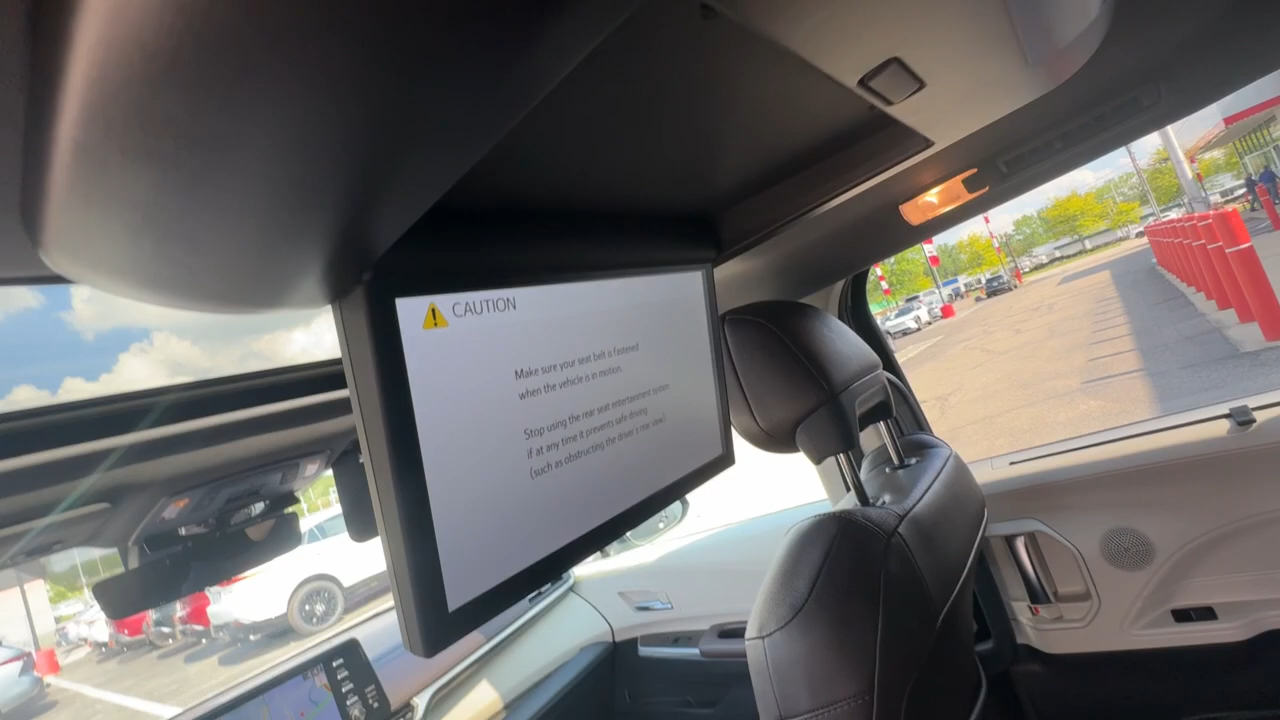 CAUTION
Make sure your seat belt is fastened
when the vehicle is in motion.
Stop using the rear seat entertainment system
if at any time it prevents safe driving
(such as obstructing the driver's rear view).